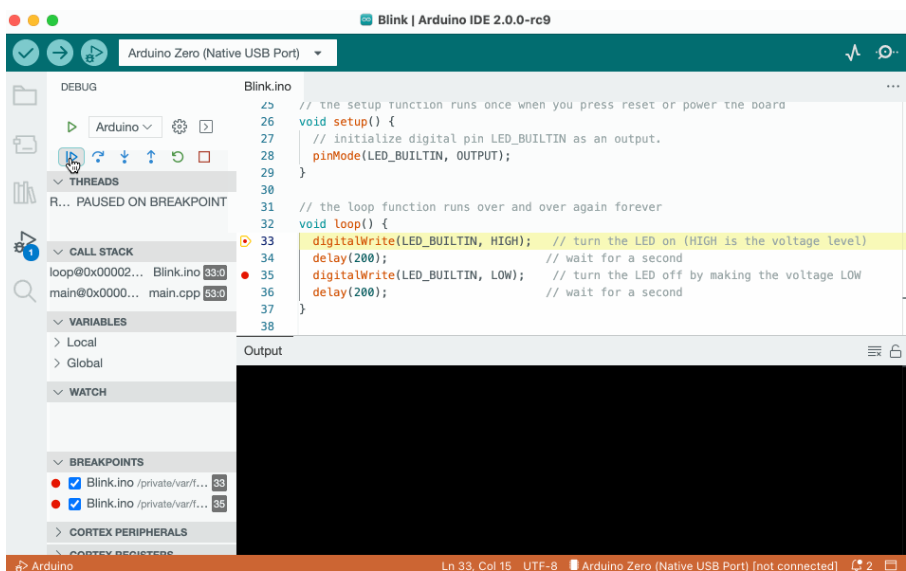 Blink | Arduino IDE 2.0.0-rc9
Arduino Zero (Native USB Port)
DEBUG
Arduino
THREADS
R... PAUSED ON BREAKPOINT
CALL STACK
loop@0x00002... Blink.ino 33:0
main@0x0000... main.cpp 53:0
VARIABLES
Local
Global
WATCH
BREAKPOINTS
Blink.ino /private/var/f... 33
Blink.ino /private/var/f... 35
CORTEX PERIPHERALS
CORTEX REGISTERS
1
Blink.ino
25 // the setup function runs once when you press reset or power the board
26 void setup() {
27 // initialize digital pin LED_BUILTIN as an output.
28 pinMode(LED_BUILTIN, OUTPUT);
29 }
30
31 // the loop function runs over and over again forever
32 void loop() {
33 digitalWrite(LED_BUILTIN, HIGH); // turn the LED on (HIGH is the voltage level)
34 delay(200); // wait for a second
35 digitalWrite(LED_BUILTIN, LOW); // turn the LED off by making the voltage LOW
36 delay(200); // wait for a second
37 }
38
Output
Arduino
Ln 33, Col 15 UTF-8 Arduino Zero (Native USB Port) [not connected] 2